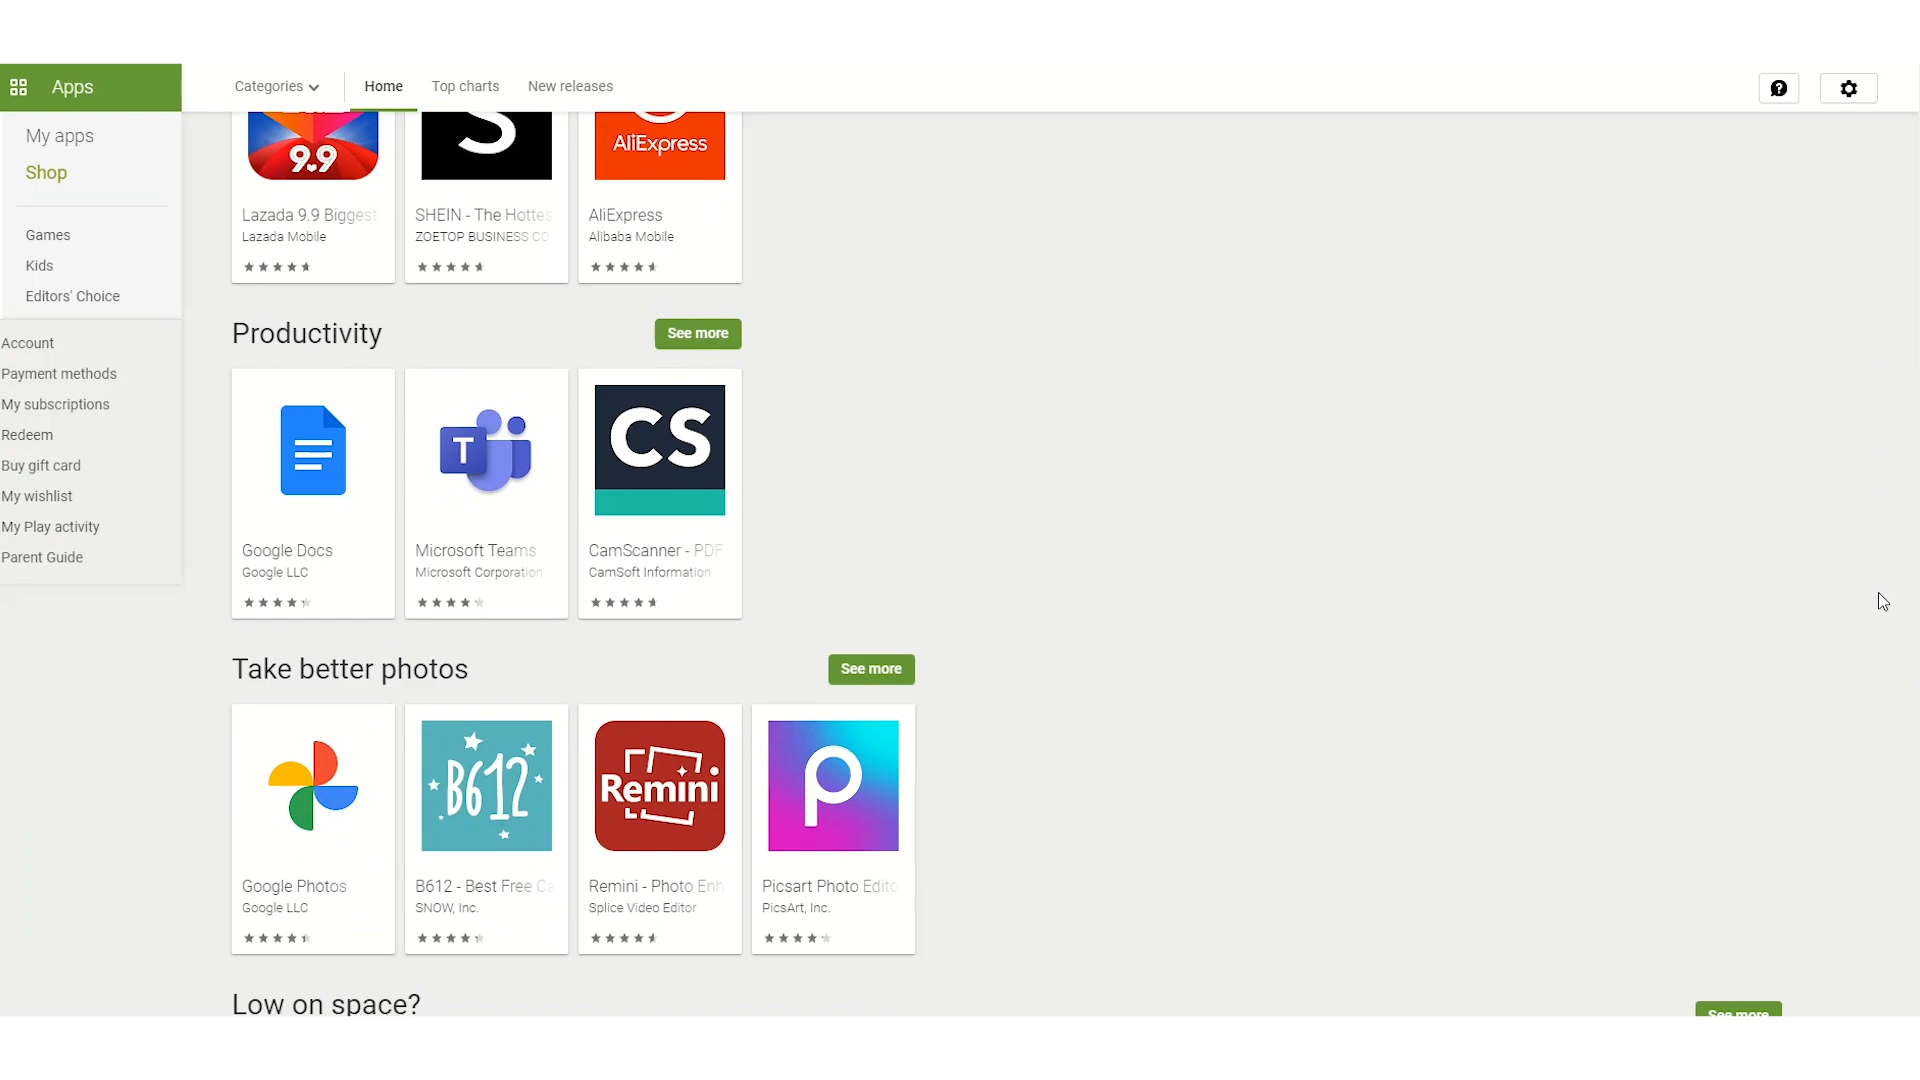 Apps
Categories
Home
Top charts
New releases
My apps
Shop
Games
Kids
Editors' Choice
Account
Payment methods
My subscriptions
Redeem
Buy gift card
My wishlist
My Play activity
Parent Guide
9.9
S
AliExpress
Lazada 9.9 Biggest
Lazada Mobile
SHEIN - The Hottes
ZOETOP BUSINESS CO.
AliExpress
Alibaba Mobile
Productivity
See more
T
CS
Google Docs
Google LLC
Microsoft Teams
Microsoft Corporation
CamScanner - PDF
CamSoft Information
Take better photos
See more
B612
Remini
P
Google Photos
Google LLC
B612 - Best Free Ca
SNOW, Inc.
Remini - Photo Enh
Splice Video Editor
Picsart Photo Edito
PicsArt, Inc.
Low on space?
See more